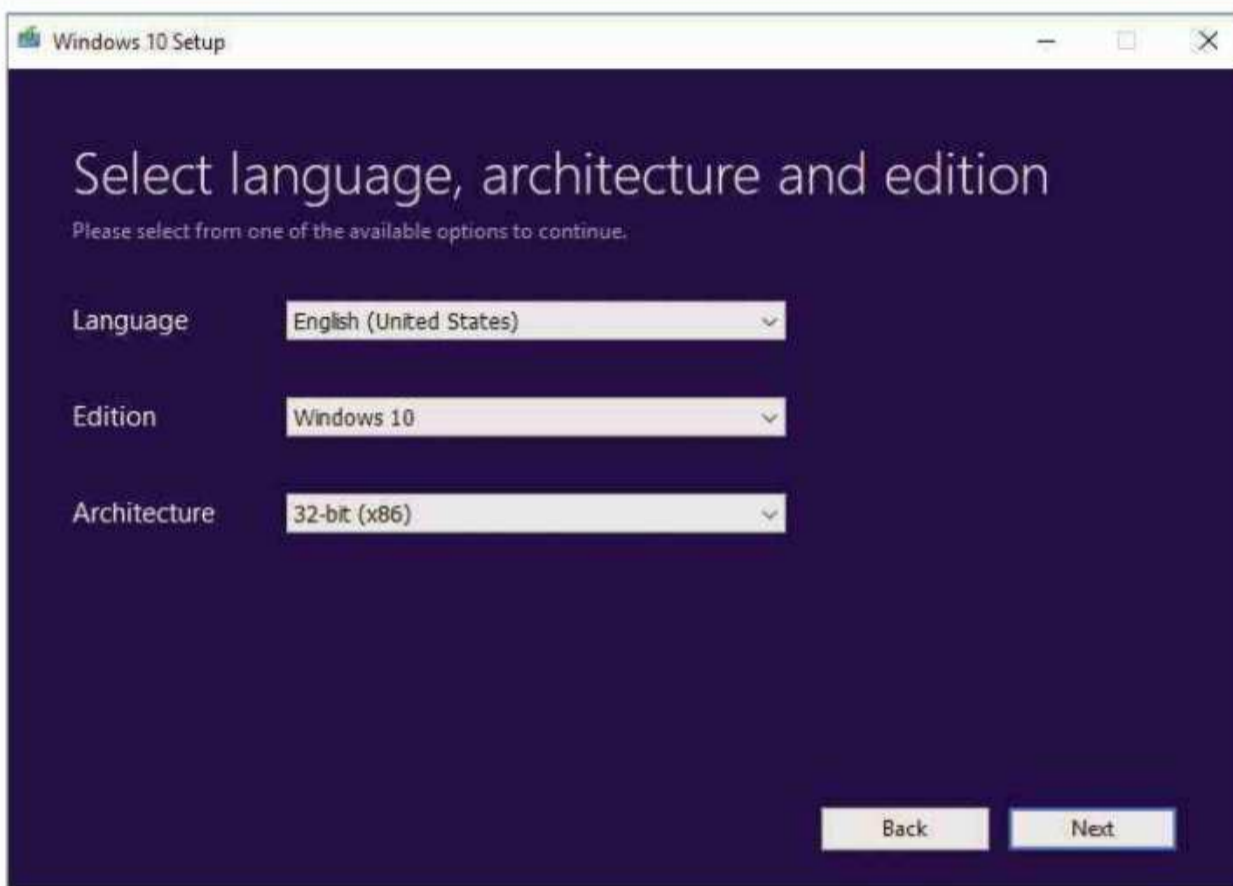 Windows 10 Setup
Select language, architecture and edition
Please select from one of the available options to continue.
Language English (United States)
Edition Windows 10
Architecture 32-bit (x86)
Back Next